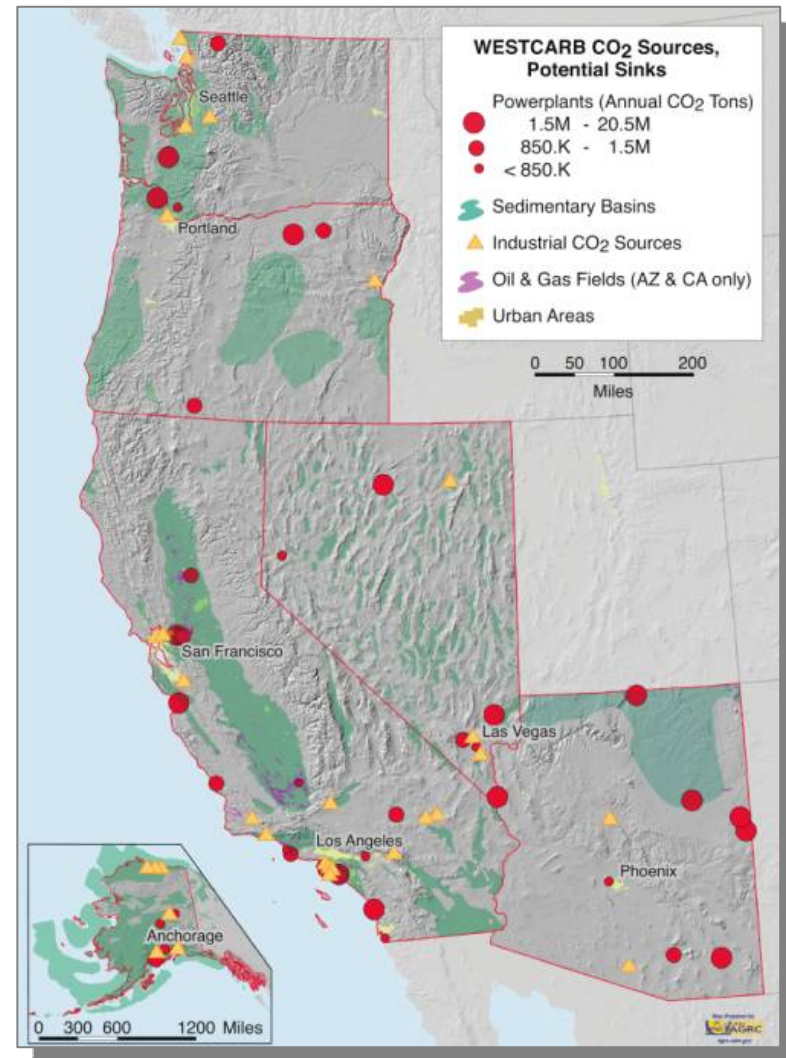 WESTCARB CO2 Sources,
Potential Sinks
Powerplants (Annual CO2 Tons)
1.5M - 20.5M
850.K - 1.5M
< 850.K
Sedimentary Basins
Industrial CO2 Sources
Oil & Gas Fields (AZ & CA only)
Urban Areas
0 50 100 200
Miles
Seattle
Portland
San Francisco
Las Vegas
Los Angeles
Phoenix
Anchorage
0 300 600 1200 Miles
AGRC